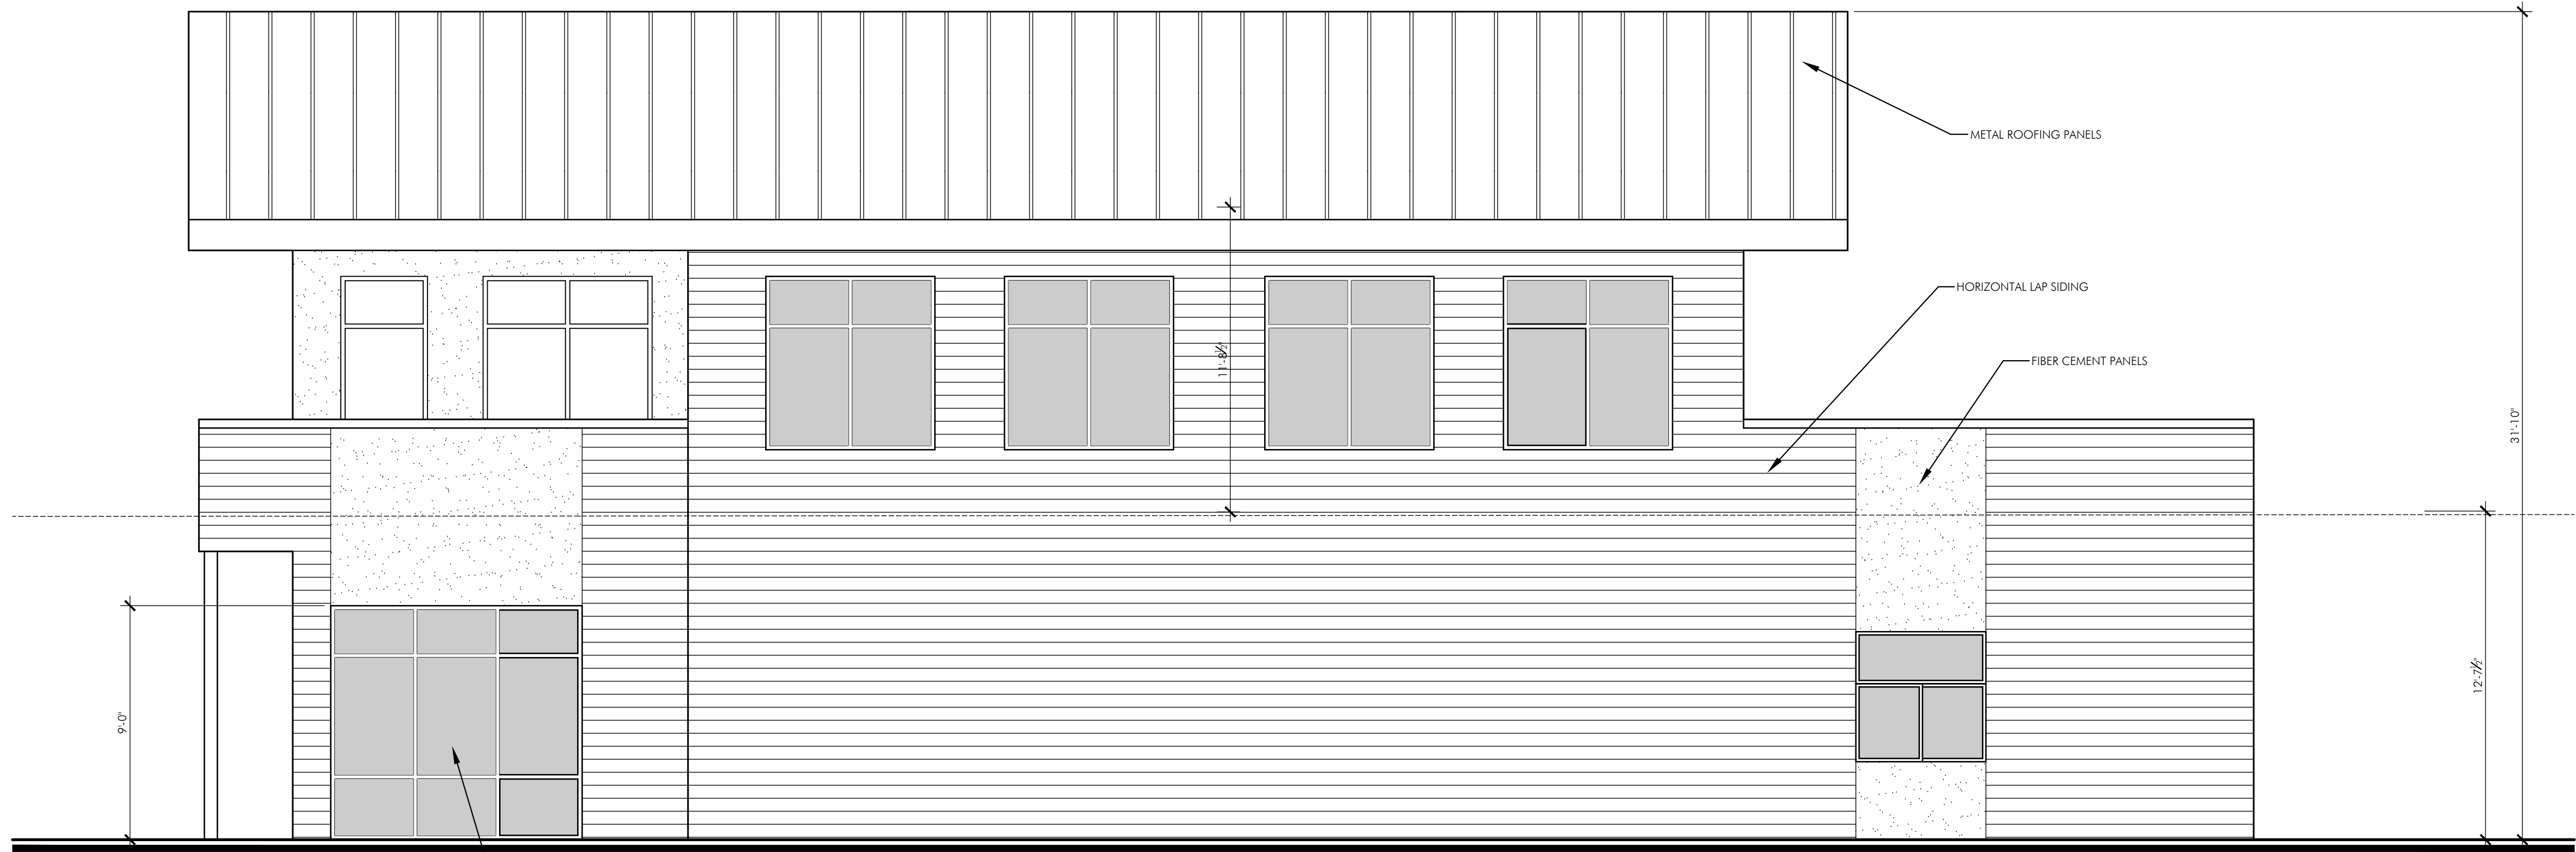 METAL ROOFING PANELS
HORIZONTAL LAP SIDING
11'-8½"
FIBER CEMENT PANELS
31'-10"
12'-7½"
9'-0"